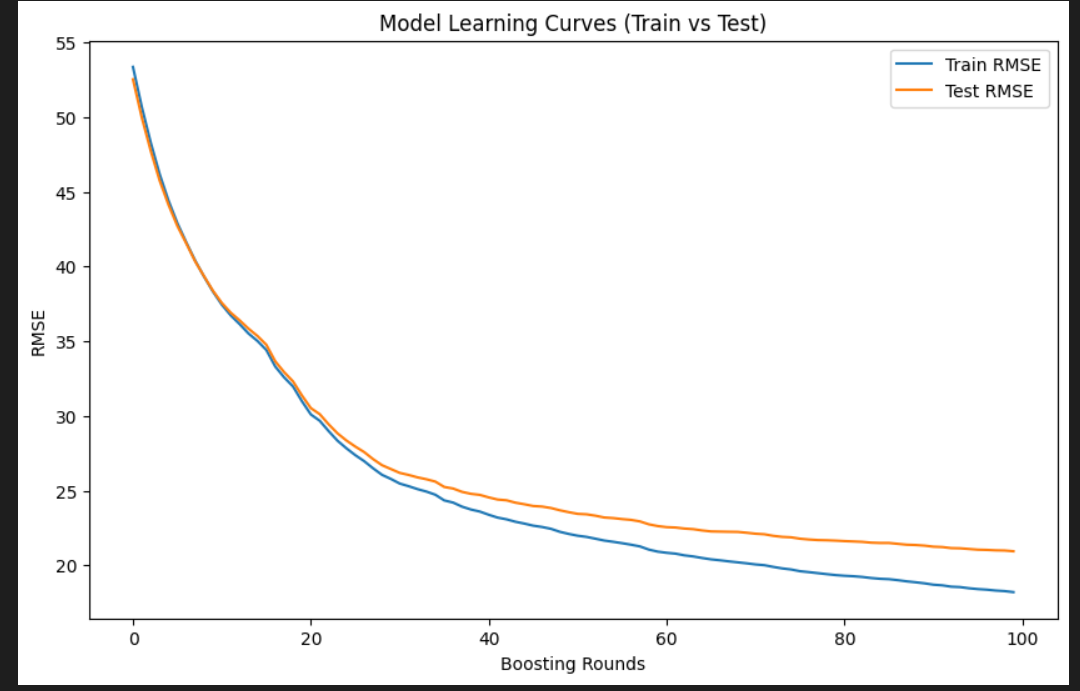 Model Learning Curves (Train vs Test)
Train RMSE
Test RMSE
55
50
45
40
35
30
25
20
RMSE
0 20 40 60 80 100
Boosting Rounds